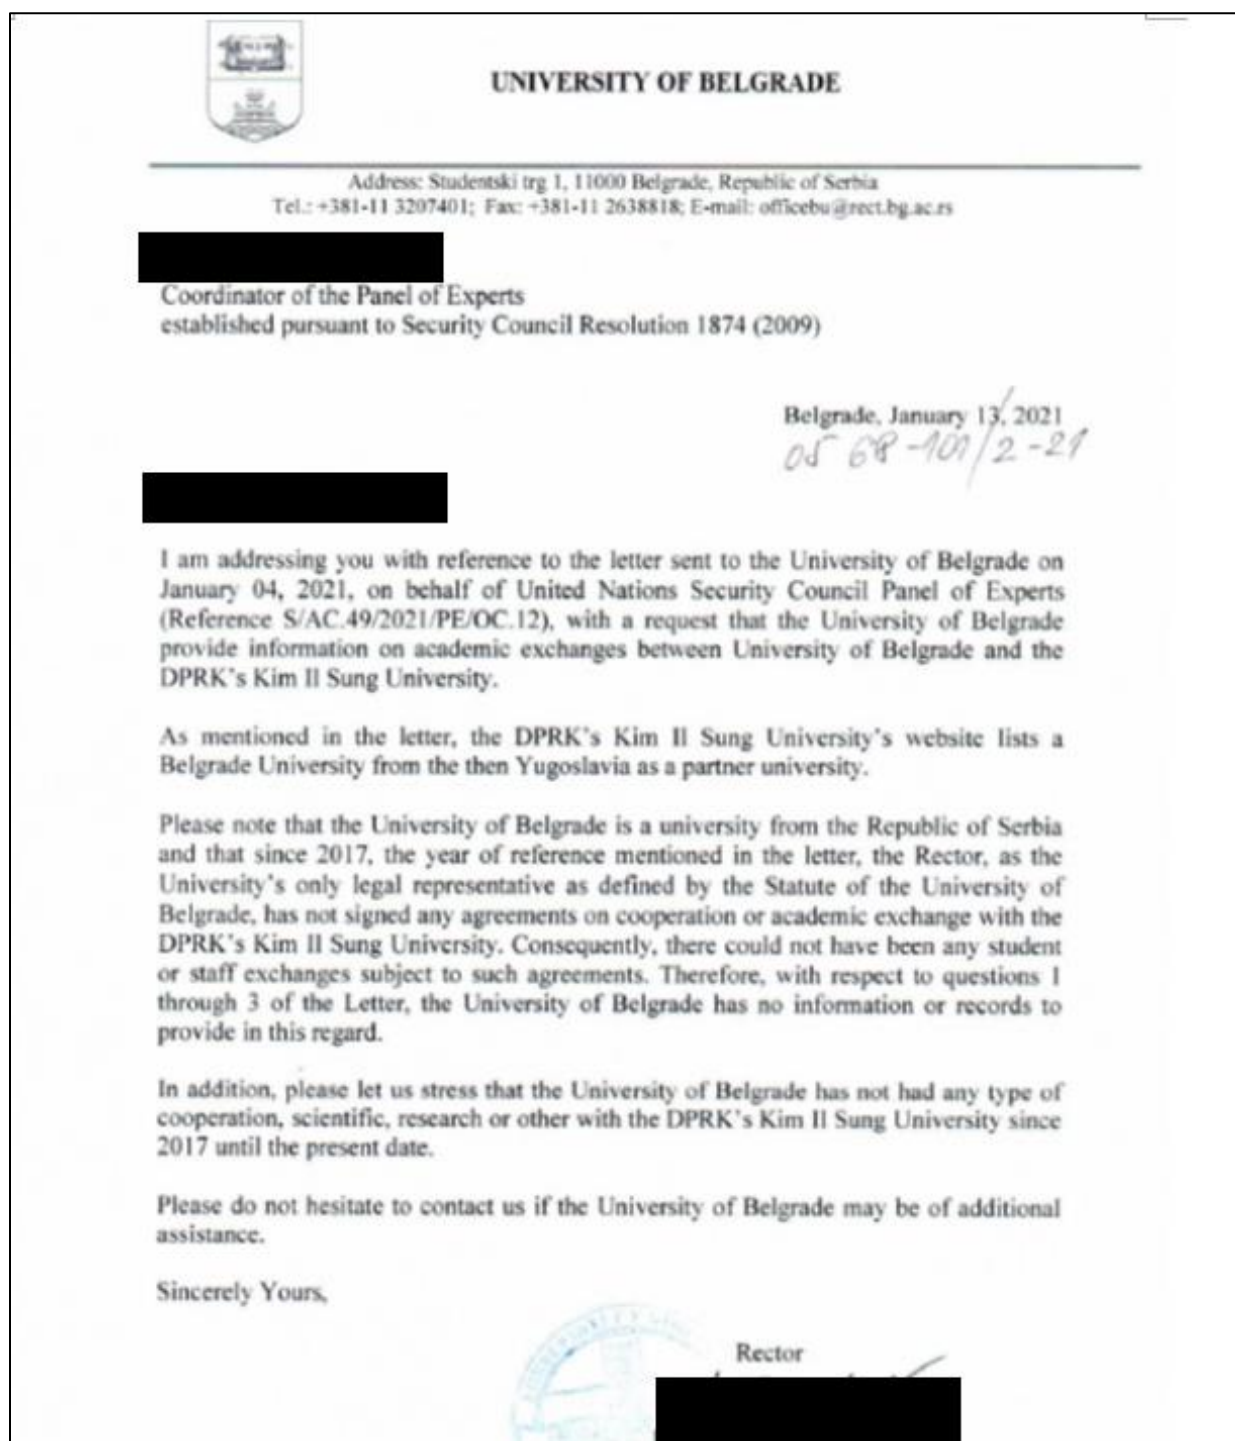 UNIVERSITY OF BELGRADE
Address: Studentski trg 1, 11000 Belgrade, Republic of Serbia
Tel.: +381-11 3207401; Fax: +381-11 2638818; E-mail: officebu@rect.bg.ac.rs
Coordinator of the Panel of Experts
established pursuant to Security Council Resolution 1874 (2009)
Belgrade, January 13, 2021
05 68-101/2-21
I am addressing you with reference to the letter sent to the University of Belgrade on
January 04, 2021, on behalf of United Nations Security Council Panel of Experts
(Reference S/AC.49/2021/PE/OC.12), with a request that the University of Belgrade
provide information on academic exchanges between University of Belgrade and the
DPRK's Kim Il Sung University.
As mentioned in the letter, the DPRK's Kim Il Sung University's website lists a
Belgrade University from the then Yugoslavia as a partner university.
Please note that the University of Belgrade is a university from the Republic of Serbia
and that since 2017, the year of reference mentioned in the letter, the Rector, as the
University's only legal representative as defined by the Statute of the University of
Belgrade, has not signed any agreements on cooperation or academic exchange with the
DPRK's Kim Il Sung University. Consequently, there could not have been any student
or staff exchanges subject to such agreements. Therefore, with respect to questions 1
through 3 of the Letter, the University of Belgrade has no information or records to
provide in this regard.
In addition, please let us stress that the University of Belgrade has not had any type of
cooperation, scientific, research or other with the DPRK's Kim Il Sung University since
2017 until the present date.
Please do not hesitate to contact us if the University of Belgrade may be of additional
assistance.
Sincerely Yours,
Rector